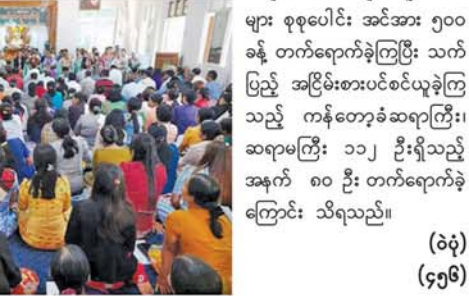 များ စုစုပေါင်း အင်အား ၅၀၀
ခန့် တက်ရောက်ခဲ့ကြပြီး သက်
ပြည့် အငြိမ်းစားပင်စင်ယူခဲ့ကြ
သည့် ကန်တော့ခံဆရာကြီး၊
ဆရာမကြီး ၁၁၂ ဦးရှိသည့်
အနက် ၈၀ ဦး တက်ရောက်ခဲ့
ကြောင်း သိရသည်။
(ဝဲပုံ)
(၄၅၆)